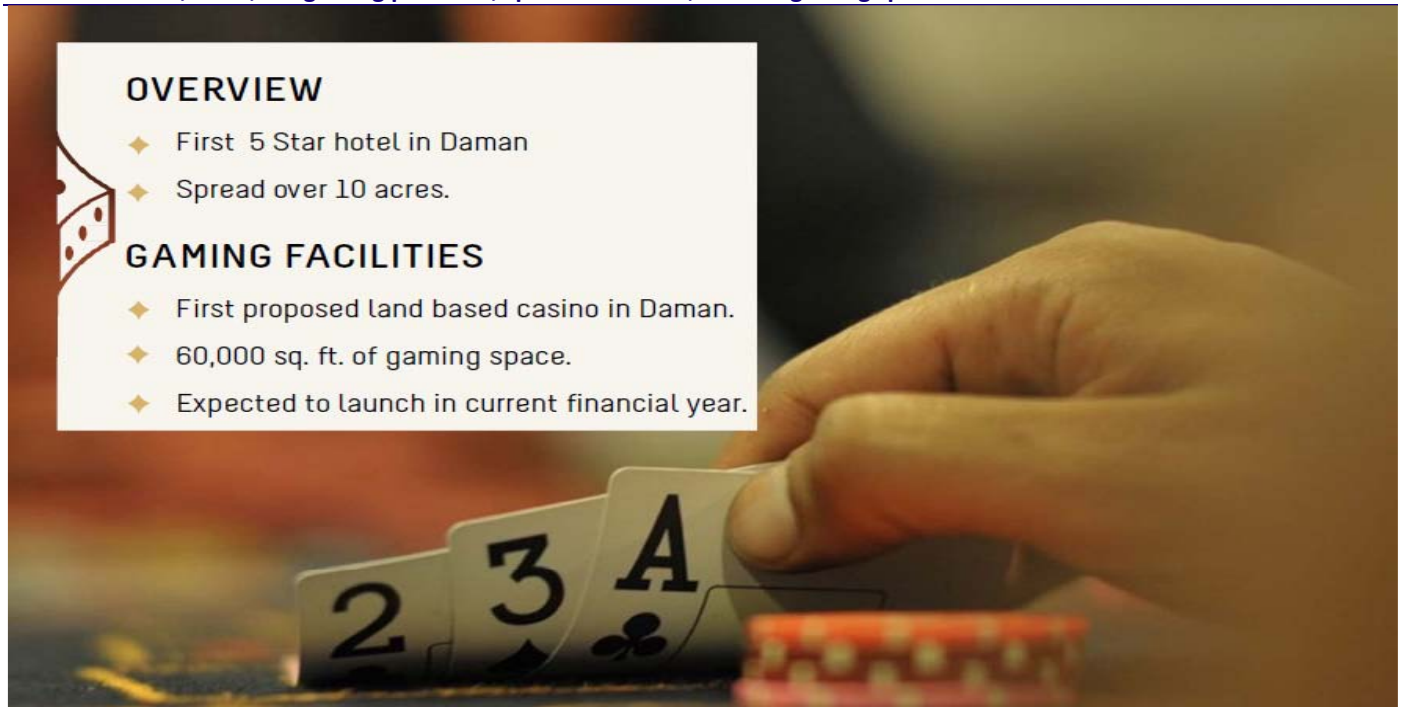 OVERVIEW
First 5 Star hotel in Daman
Spread over 10 acres.
GAMING FACILITIES
First proposed land based casino in Daman.
60,000 sq. ft. of gaming space.
Expected to launch in current financial year.
2 3 A